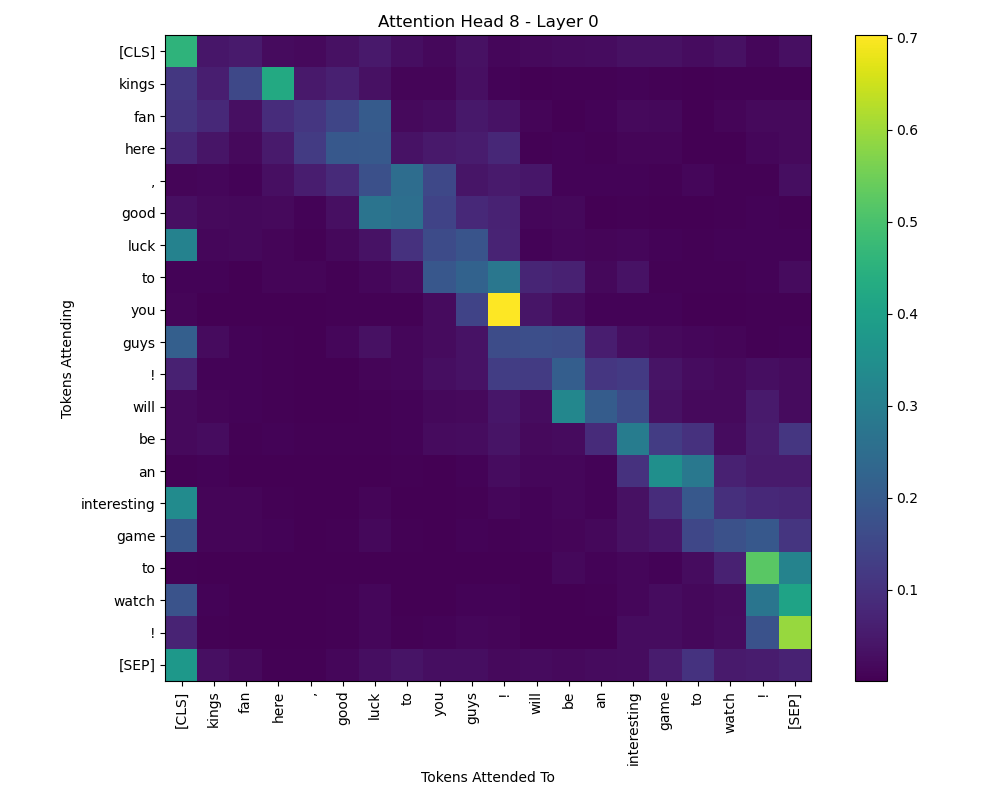 Attention Head 8 - Layer 0
Tokens Attending
[CLS]
kings
fan
here
,
good
luck
to
you
guys
!
will
be
an
interesting
game
to
watch
!
[SEP]
[CLS]
kings
fan
here
,
good
luck
to
you
guys
!
will
be
an
interesting
game
to
watch
!
[SEP]
Tokens Attended To
0.7
0.6
0.5
0.4
0.3
0.2
0.1